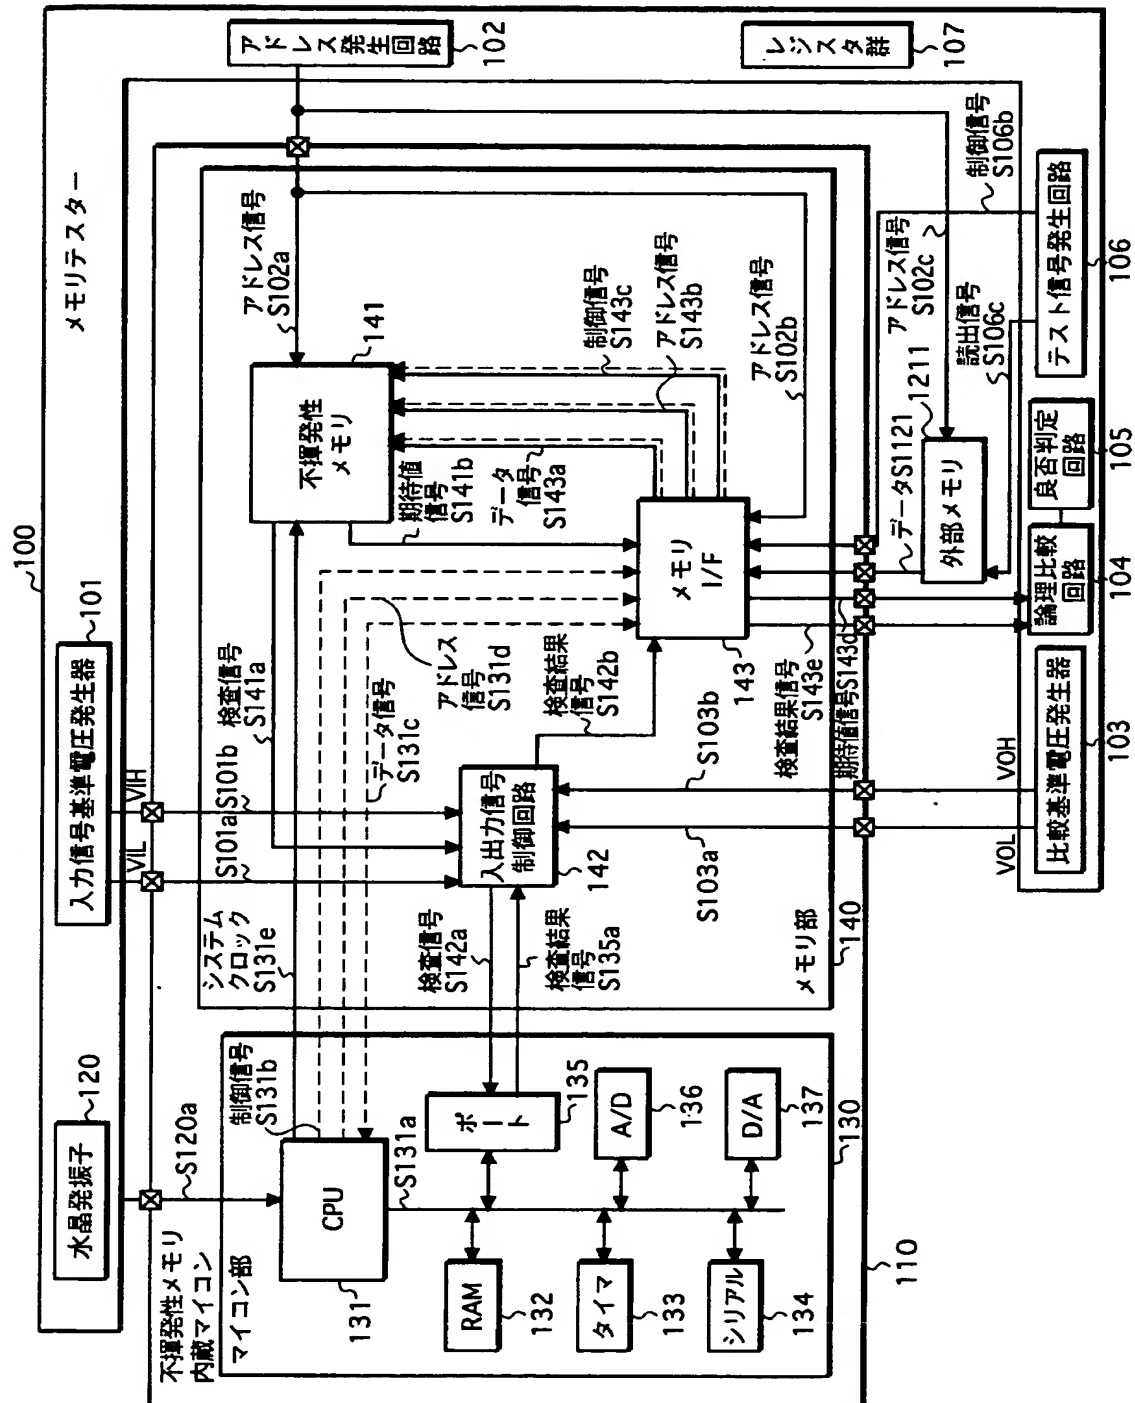 100
メモリテスター
水晶発振子
120
入力信号基準電圧発生器
101
アドレス発生回路
102
レジスタ群
107
S120a
VIL
VIH
S101a
S101b
不揮発性メモリ
内蔵マイコン
マイコン部
CPU
131
制御信号
S131b
S131a
RAM
132
タイマ
133
シリアル
134
ポート
135
A/D
136
D/A
137
130
110
システム
クロック
S131e
検査信号
S141a
データ信号
S131c
アドレス
信号
S131d
検査信号
S142a
検査結果
信号
S135a
入出力信号
制御回路
142
検査結果
信号
S142b
メモリ部
140
不揮発性
メモリ
141
アドレス信号
S102a
期待値
信号
S141b
データ
信号
S143a
制御信号
S143c
アドレス信号
S143b
アドレス信号
S102b
メモリ
I/F
143
S103a
S103b
検査結果信号
S143e
期待値信号S143d
VOL
VOH
比較基準電圧発生器
103
論理比較
回路
104
良否判定
回路
105
外部メモリ
1211
データS1121
アドレス信号
S102c
読出信号
S106c
制御信号
S106b
テスト信号発生回路
106